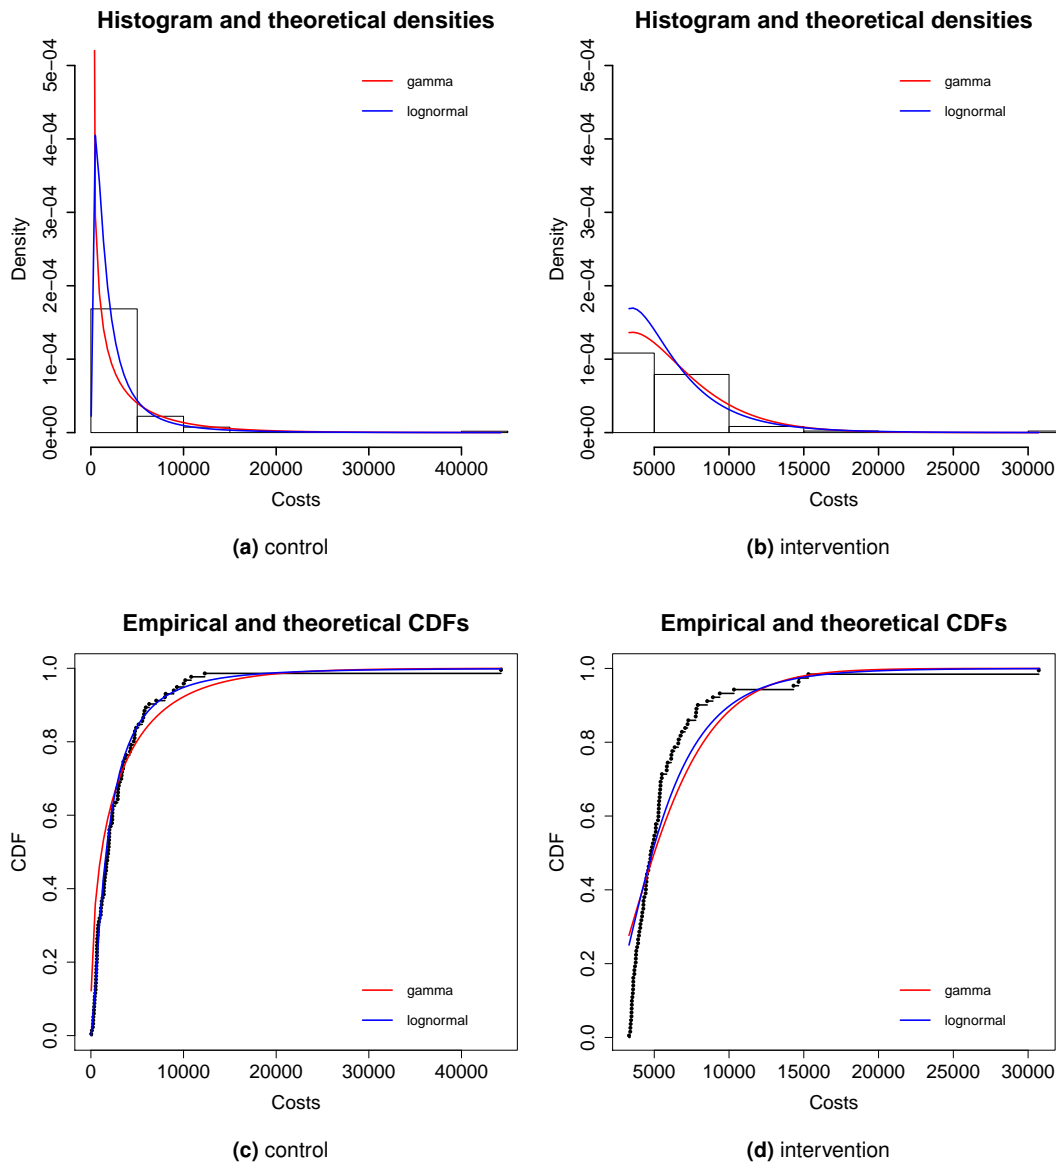 Histogram and theoretical densities
gamma
lognormal
Density
0e+00 1e−04 2e−04 3e−04 4e−04 5e−04
0 10000 20000 30000 40000
Costs
(a) control
Histogram and theoretical densities
gamma
lognormal
Density
0e+00 1e−04 2e−04 3e−04 4e−04 5e−04
5000 10000 15000 20000 25000 30000
Costs
(b) intervention
Empirical and theoretical CDFs
CDF
0.0 0.2 0.4 0.6 0.8 1.0
gamma
lognormal
0 10000 20000 30000 40000
Costs
(c) control
Empirical and theoretical CDFs
CDF
0.0 0.2 0.4 0.6 0.8 1.0
gamma
lognormal
5000 10000 15000 20000 25000 30000
Costs
(d) intervention